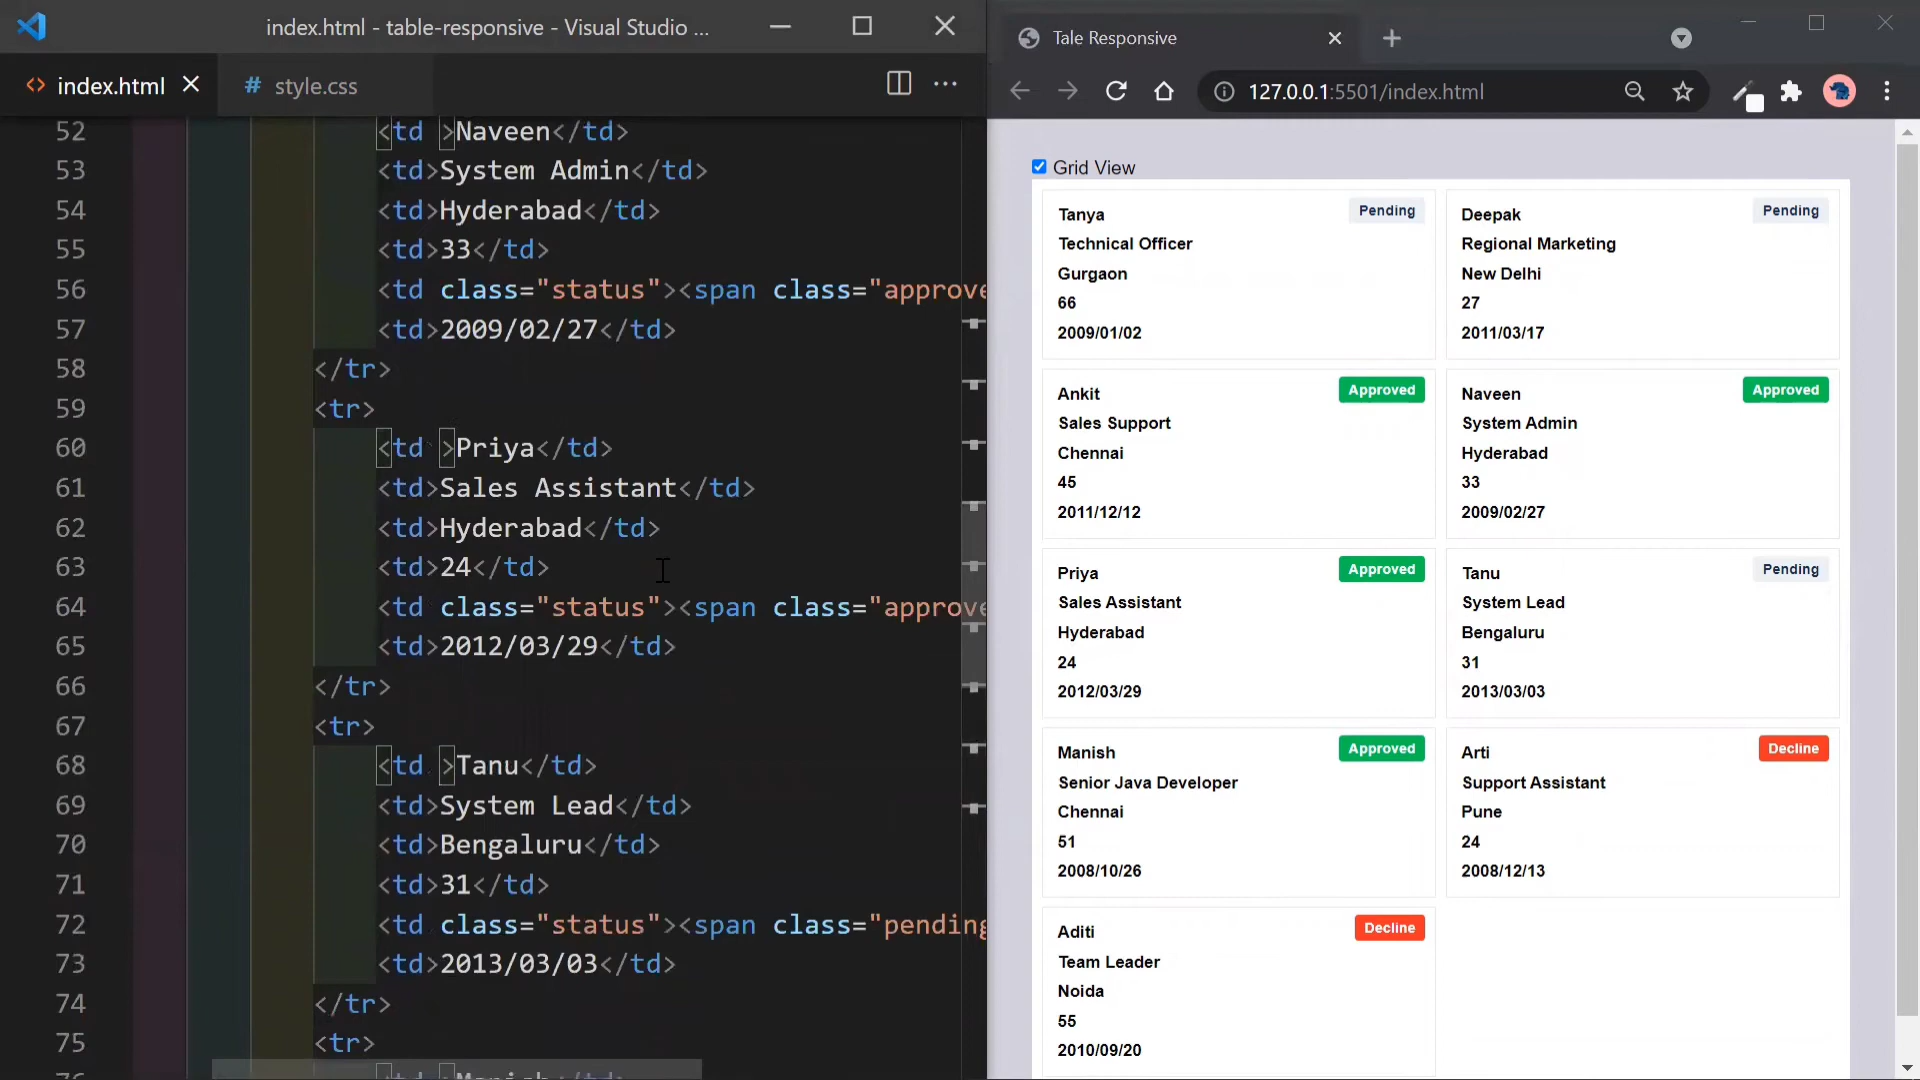 index.html - table-responsive - Visual Studio ...
index.html
# style.css
52 <td >Naveen</td>
53 <td>System Admin</td>
54 <td>Hyderabad</td>
55 <td>33</td>
56 <td class="status"><span class="approve
57 <td>2009/02/27</td>
58 </tr>
59 <tr>
60 <td >Priya</td>
61 <td>Sales Assistant</td>
62 <td>Hyderabad</td>
63 <td>24</td>
64 <td class="status"><span class="approve
65 <td>2012/03/29</td>
66 </tr>
67 <tr>
68 <td >Tanu</td>
69 <td>System Lead</td>
70 <td>Bengaluru</td>
71 <td>31</td>
72 <td class="status"><span class="pending
73 <td>2013/03/03</td>
74 </tr>
75 <tr>
Tale Responsive
127.0.0.1:5501/index.html
Grid View
Tanya
Pending
Technical Officer
Gurgaon
66
2009/01/02
Deepak
Pending
Regional Marketing
New Delhi
27
2011/03/17
Ankit
Approved
Sales Support
Chennai
45
2011/12/12
Naveen
Approved
System Admin
Hyderabad
33
2009/02/27
Priya
Approved
Sales Assistant
Hyderabad
24
2012/03/29
Tanu
Pending
System Lead
Bengaluru
31
2013/03/03
Manish
Approved
Senior Java Developer
Chennai
51
2008/10/26
Arti
Decline
Support Assistant
Pune
24
2008/12/13
Aditi
Decline
Team Leader
Noida
55
2010/09/20